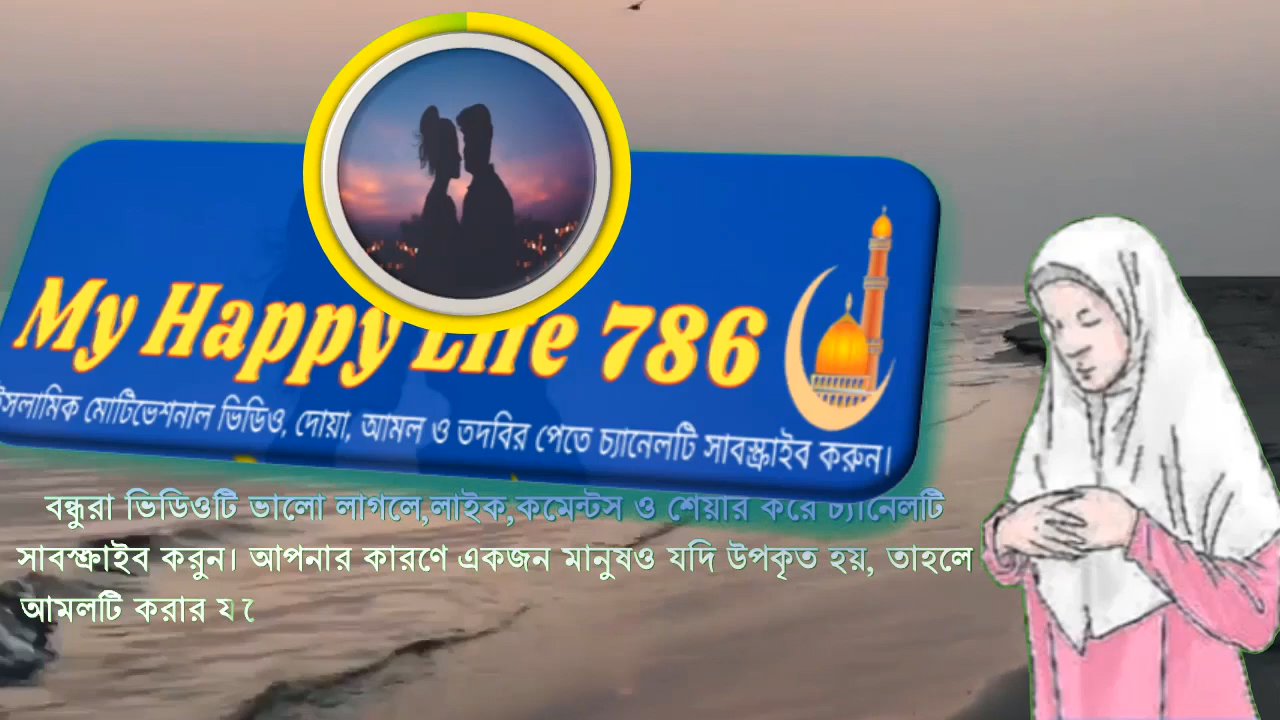 My Happy Life 786
ইসলামিক মোটিভেশনাল ভিডিও, দোয়া, আমল ও তদবির পেতে চ্যানেলটি সাবস্ক্রাইব করুন।
বন্ধুরা ভিডিওটি ভালো লাগলে,লাইক,কমেন্টস ও শেয়ার করে চ্যানেলটি
সাবস্ক্রাইব করুন। আপনার কারণে একজন মানুষও যদি উপকৃত হয়, তাহলে
আমলটি করার